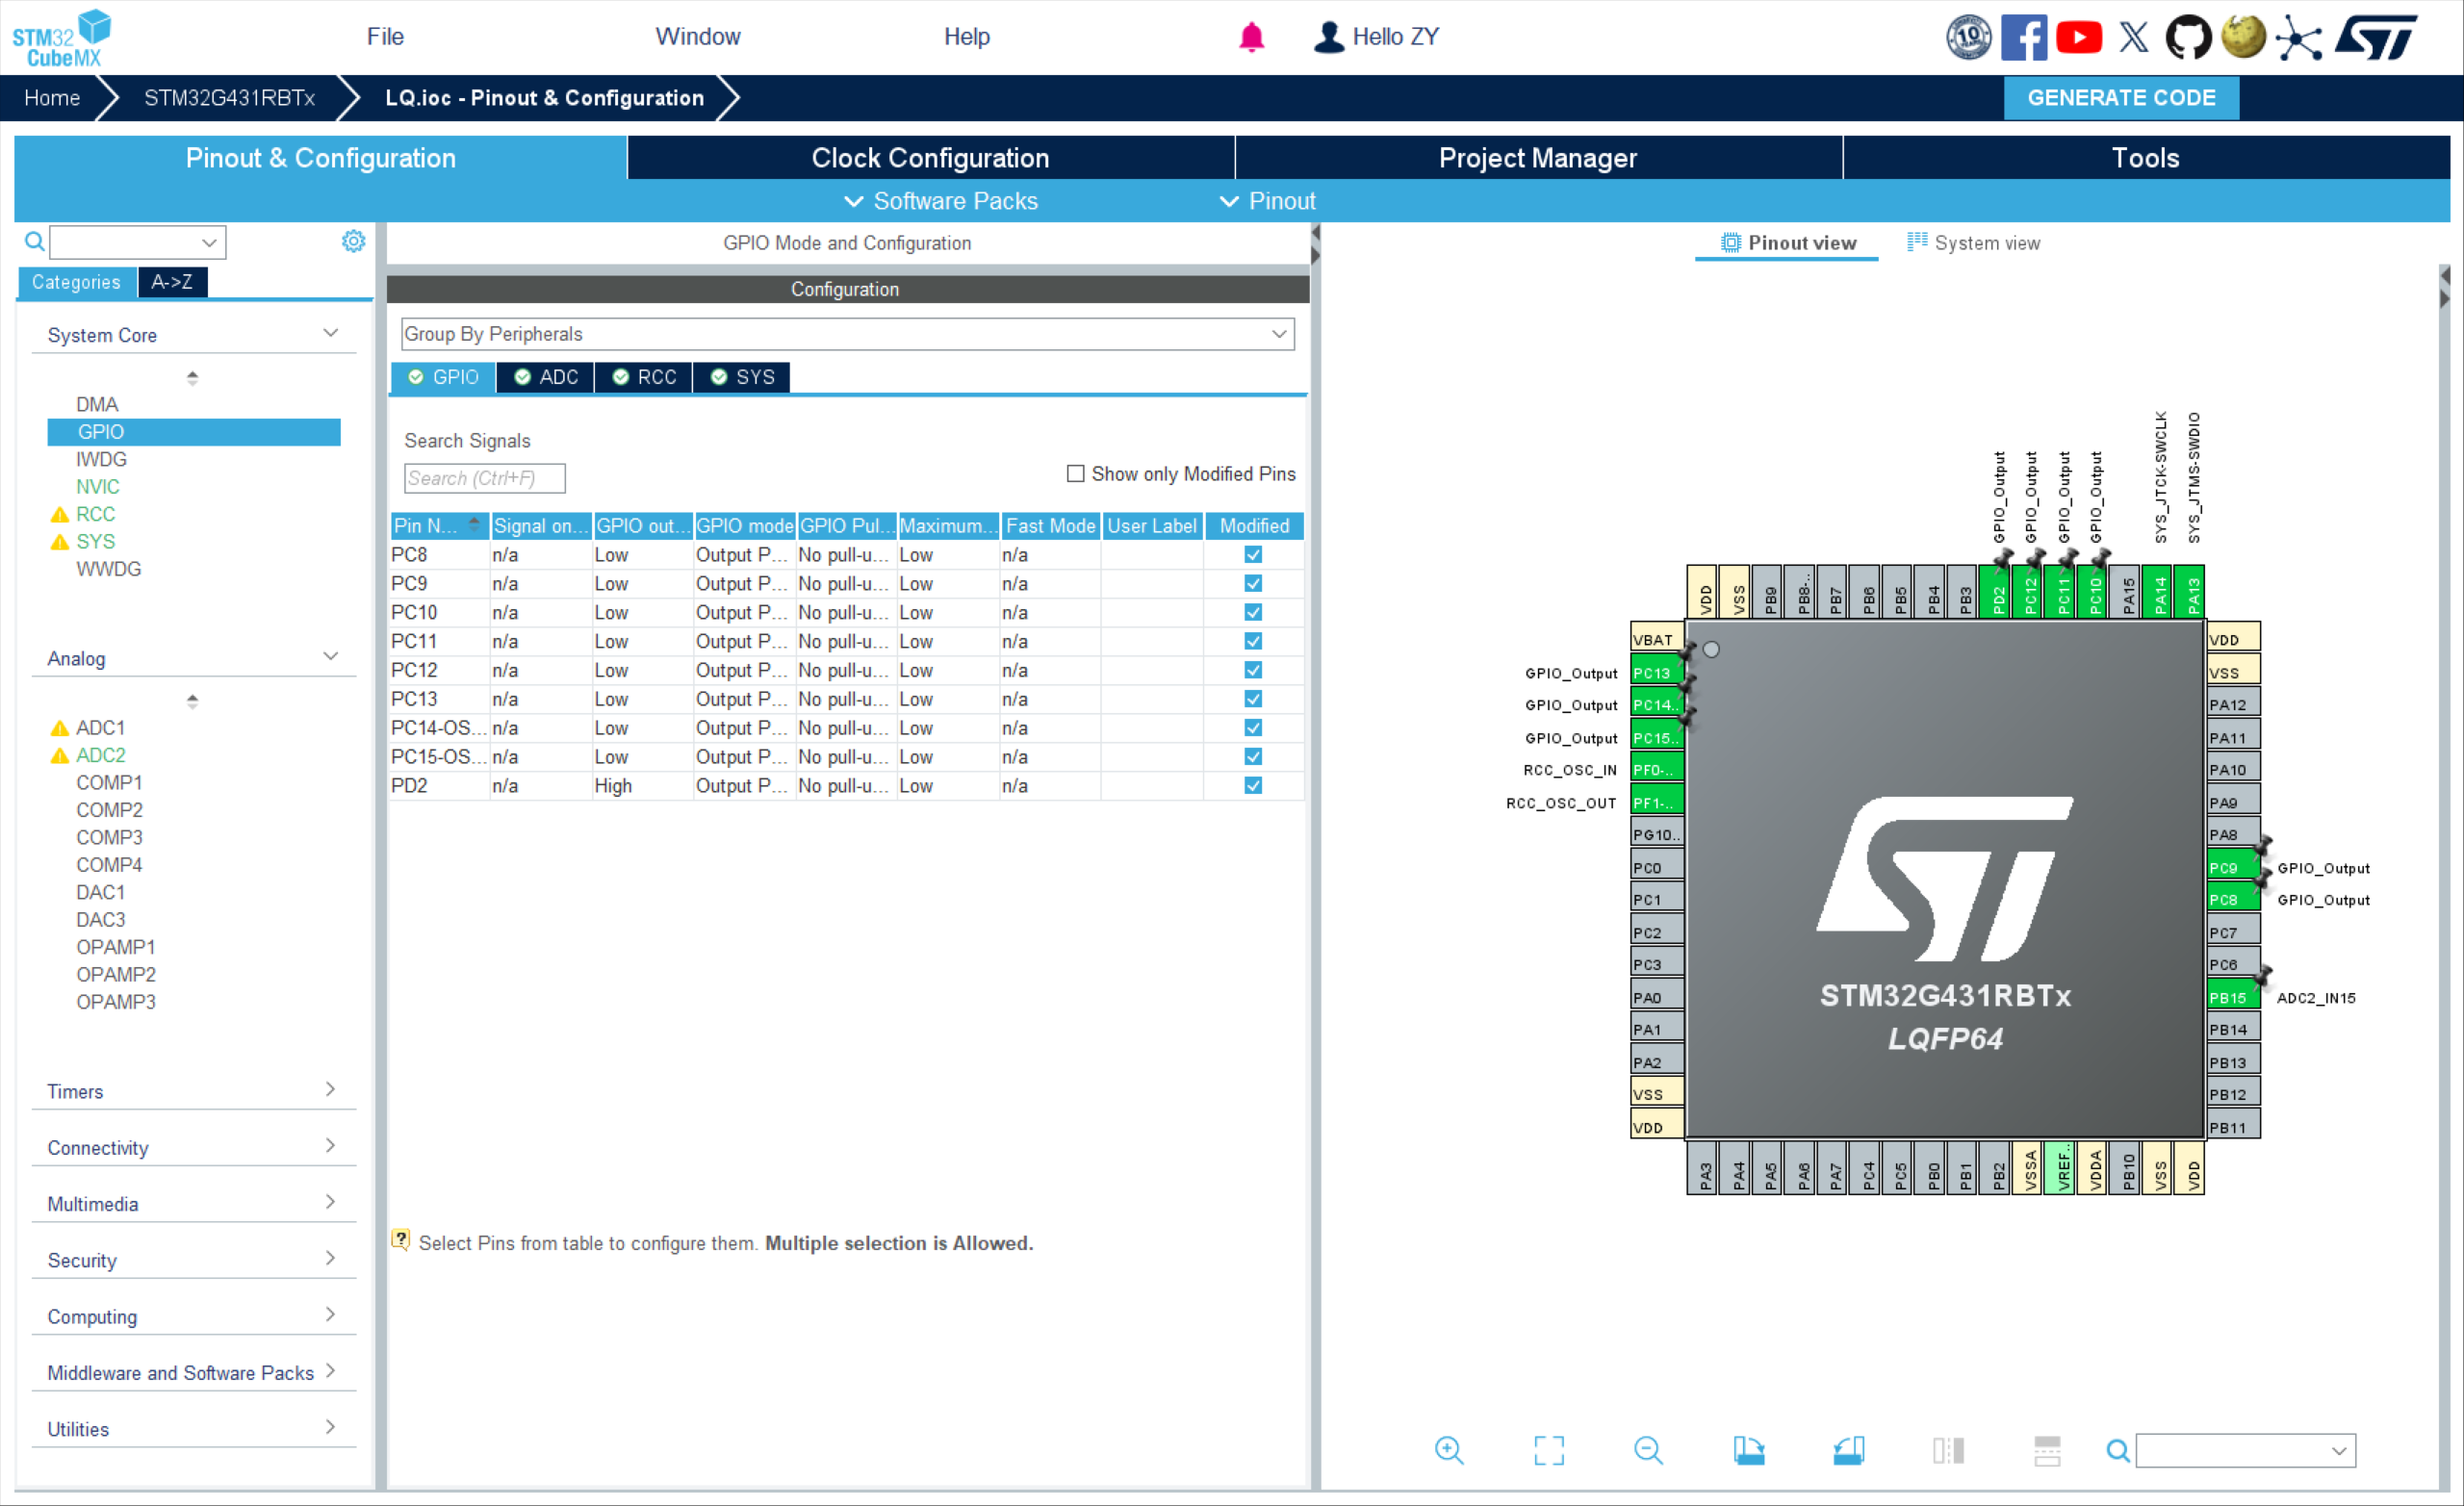 STM32
CubeMX
File
Window
Help
10
Hello ZY
Home
STM32G431RBTx
LQ.ioc - Pinout & Configuration
GENERATE CODE
Pinout & Configuration
Clock Configuration
Project Manager
Tools
Software Packs
Pinout
Categories
A->Z
System Core
DMA
GPIO
IWDG
NVIC
RCC
SYS
WWDG
Analog
ADC1
ADC2
COMP1
COMP2
COMP3
COMP4
DAC1
DAC3
OPAMP1
OPAMP2
OPAMP3
Timers
Connectivity
Multimedia
Security
Computing
Middleware and Software Packs
Utilities
GPIO Mode and Configuration
Configuration
Group By Peripherals
GPIO ADC RCC SYS
Search Signals
Search (Ctrl+F)
Show only Modified Pins
Pin N... Signal on... GPIO out... GPIO mode GPIO Pul... Maximum... Fast Mode User Label Modified
PC8 n/a Low Output P... No pull-u... Low n/a
PC9 n/a Low Output P... No pull-u... Low n/a
PC10 n/a Low Output P... No pull-u... Low n/a
PC11 n/a Low Output P... No pull-u... Low n/a
PC12 n/a Low Output P... No pull-u... Low n/a
PC13 n/a Low Output P... No pull-u... Low n/a
PC14-OS... n/a Low Output P... No pull-u... Low n/a
PC15-OS... n/a Low Output P... No pull-u... Low n/a
PD2 n/a High Output P... No pull-u... Low n/a
Select Pins from table to configure them. Multiple selection is Allowed.
Pinout view
System view
GPIO_Output
GPIO_Output
GPIO_Output
GPIO_Output
SYS_JTCK-SWCLK
SYS_JTMS-SWDIO
VDD
VSS
PB9
PB8-..
PB7
PB6
PB5
PB4
PB3
PD2
PC12
PC11
PC10
PA15
PA14
PA13
VBAT
GPIO_Output PC13
GPIO_Output PC14..
GPIO_Output PC15..
RCC_OSC_IN PF0-..
RCC_OSC_OUT PF1-..
PG10..
PC0
PC1
PC2
PC3
PA0
PA1
PA2
VSS
VDD
STM32G431RBTx
LQFP64
VDD
VSS
PA12
PA11
PA10
PA9
PA8
PC9 GPIO_Output
PC8 GPIO_Output
PC7
PC6
PB15 ADC2_IN15
PB14
PB13
PB12
PB11
PA3
PA4
PA5
PA6
PA7
PC4
PC5
PB0
PB1
PB2
VSSA
VREF..
VDDA
PB10
VSS
VDD